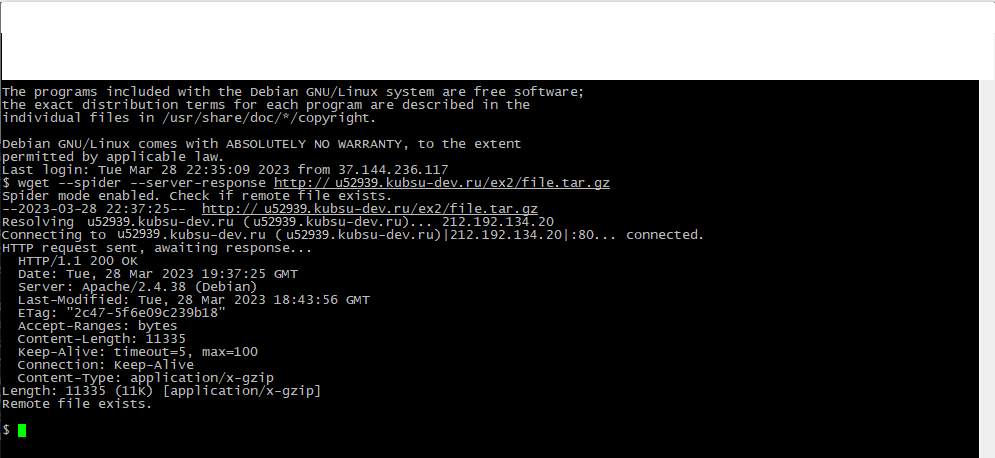 The programs included with the Debian GNU/Linux system are free software;
the exact distribution terms for each program are described in the
individual files in /usr/share/doc/*/copyright.
Debian GNU/Linux comes with ABSOLUTELY NO WARRANTY, to the extent
permitted by applicable law.
Last login: Tue Mar 28 22:35:09 2023 from 37.144.236.117
$ wget --spider --server-response http:// u52939.kubsu-dev.ru/ex2/file.tar.gz
Spider mode enabled. Check if remote file exists.
--2023-03-28 22:37:25--  http:// u52939.kubsu-dev.ru/ex2/file.tar.gz
Resolving u52939.kubsu-dev.ru (u52939.kubsu-dev.ru)... 212.192.134.20
Connecting to u52939.kubsu-dev.ru (u52939.kubsu-dev.ru)|212.192.134.20|:80... connected.
HTTP request sent, awaiting response...
  HTTP/1.1 200 OK
  Date: Tue, 28 Mar 2023 19:37:25 GMT
  Server: Apache/2.4.38 (Debian)
  Last-Modified: Tue, 28 Mar 2023 18:43:56 GMT
  ETag: "2c47-5f6e09c239b18"
  Accept-Ranges: bytes
  Content-Length: 11335
  Keep-Alive: timeout=5, max=100
  Connection: Keep-Alive
  Content-Type: application/x-gzip
Length: 11335 (11K) [application/x-gzip]
Remote file exists.
$